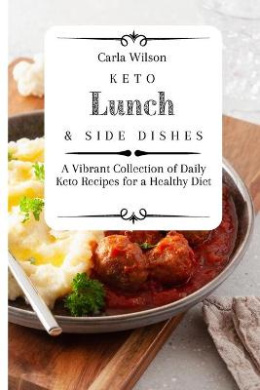 Carla Wilson
KETO
Lunch
& SIDE DISHES
A Vibrant Collection of Daily
Keto Recipes for a Healthy Diet